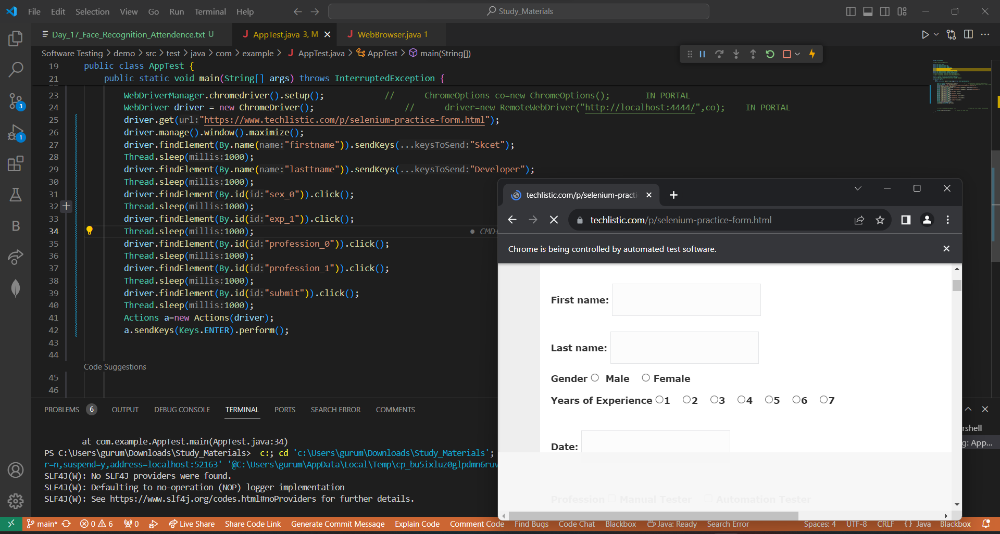 File Edit Selection View Go Run Terminal Help
Study_Materials
Day_17_Face_Recognition_Attendence.txt U
AppTest.java 3, M
WebBrowser.java 1
Software Testing > demo > src > test > java > com > example > AppTest.java > AppTest > main(String[])
19 public class AppTest {
21 public static void main(String[] args) throws InterruptedException {
23 WebDriverManager.chromedriver().setup(); // ChromeOptions co=new ChromeOptions(); IN PORTAL
24 WebDriver driver = new ChromeDriver(); // driver=new RemoteWebDriver("http://localhost:4444/",co); IN PORTAL
25 driver.get(url:"https://www.techlistic.com/p/selenium-practice-form.html");
26 driver.manage().window().maximize();
27 driver.findElement(By.name(name:"firstname")).sendKeys(...keysToSend:"Skcet");
28 Thread.sleep(millis:1000);
29 driver.findElement(By.name(name:"lasttname")).sendKeys(...keysToSend:"Developer");
30 Thread.sleep(millis:1000);
31 driver.findElement(By.id(id:"sex_0")).click();
32 Thread.sleep(millis:1000);
33 driver.findElement(By.id(id:"exp_1")).click();
34 Thread.sleep(millis:1000); ● CMD+
35 driver.findElement(By.id(id:"profession_0")).click();
36 Thread.sleep(millis:1000);
37 driver.findElement(By.id(id:"profession_1")).click();
38 Thread.sleep(millis:1000);
39 driver.findElement(By.id(id:"submit")).click();
40 Thread.sleep(millis:1000);
41 Actions a=new Actions(driver);
42 a.sendKeys(Keys.ENTER).perform();
43
44
Code Suggestions
45
46
3
1
B
techlistic.com/p/selenium-practi
techlistic.com/p/selenium-practice-form.html
Chrome is being controlled by automated test software.
First name:
Last name:
Gender Male Female
Years of Experience 1 2 3 4 5 6 7
Date:
Profession Manual Tester Automation Tester
PROBLEMS 6 OUTPUT DEBUG CONSOLE TERMINAL PORTS SEARCH ERROR COMMENTS
rshell
g: App...
at com.example.AppTest.main(AppTest.java:34)
PS C:\Users\gurum\Downloads\Study_Materials> c:; cd 'c:\Users\gurum\Downloads\Study_Materials';
r=n,suspend=y,address=localhost:52163' '@C:\Users\gurum\AppData\Local\Temp\cp_bu5ixluz0glpdmn6ruv
SLF4J(W): No SLF4J providers were found.
SLF4J(W): Defaulting to no-operation (NOP) logger implementation
SLF4J(W): See https://www.slf4j.org/codes.html#noProviders for further details.
main* 0 6 0 Live Share Share Code Link Generate Commit Message Explain Code Comment Code Find Bugs Code Chat Blackbox Java: Ready Search Error Spaces: 4 UTF-8 CRLF {} Java Blackbox